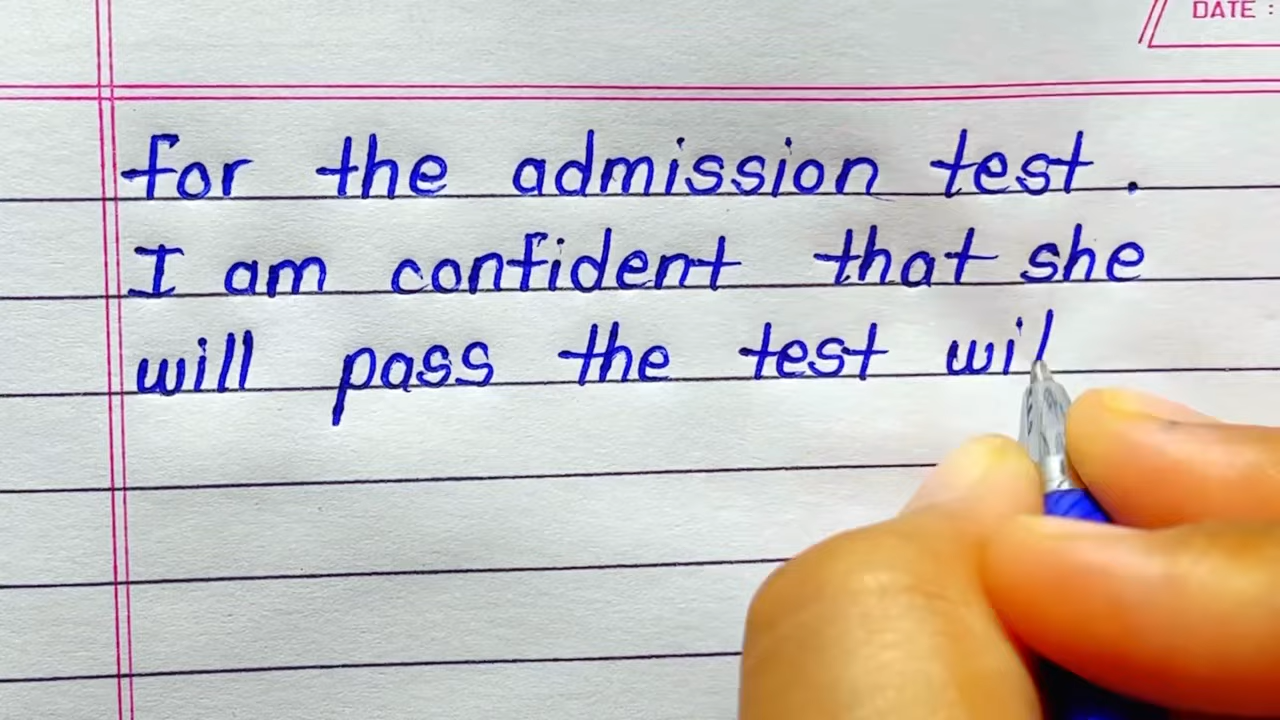 DATE :
for the admission test.
I am confident that she
will pass the test wil